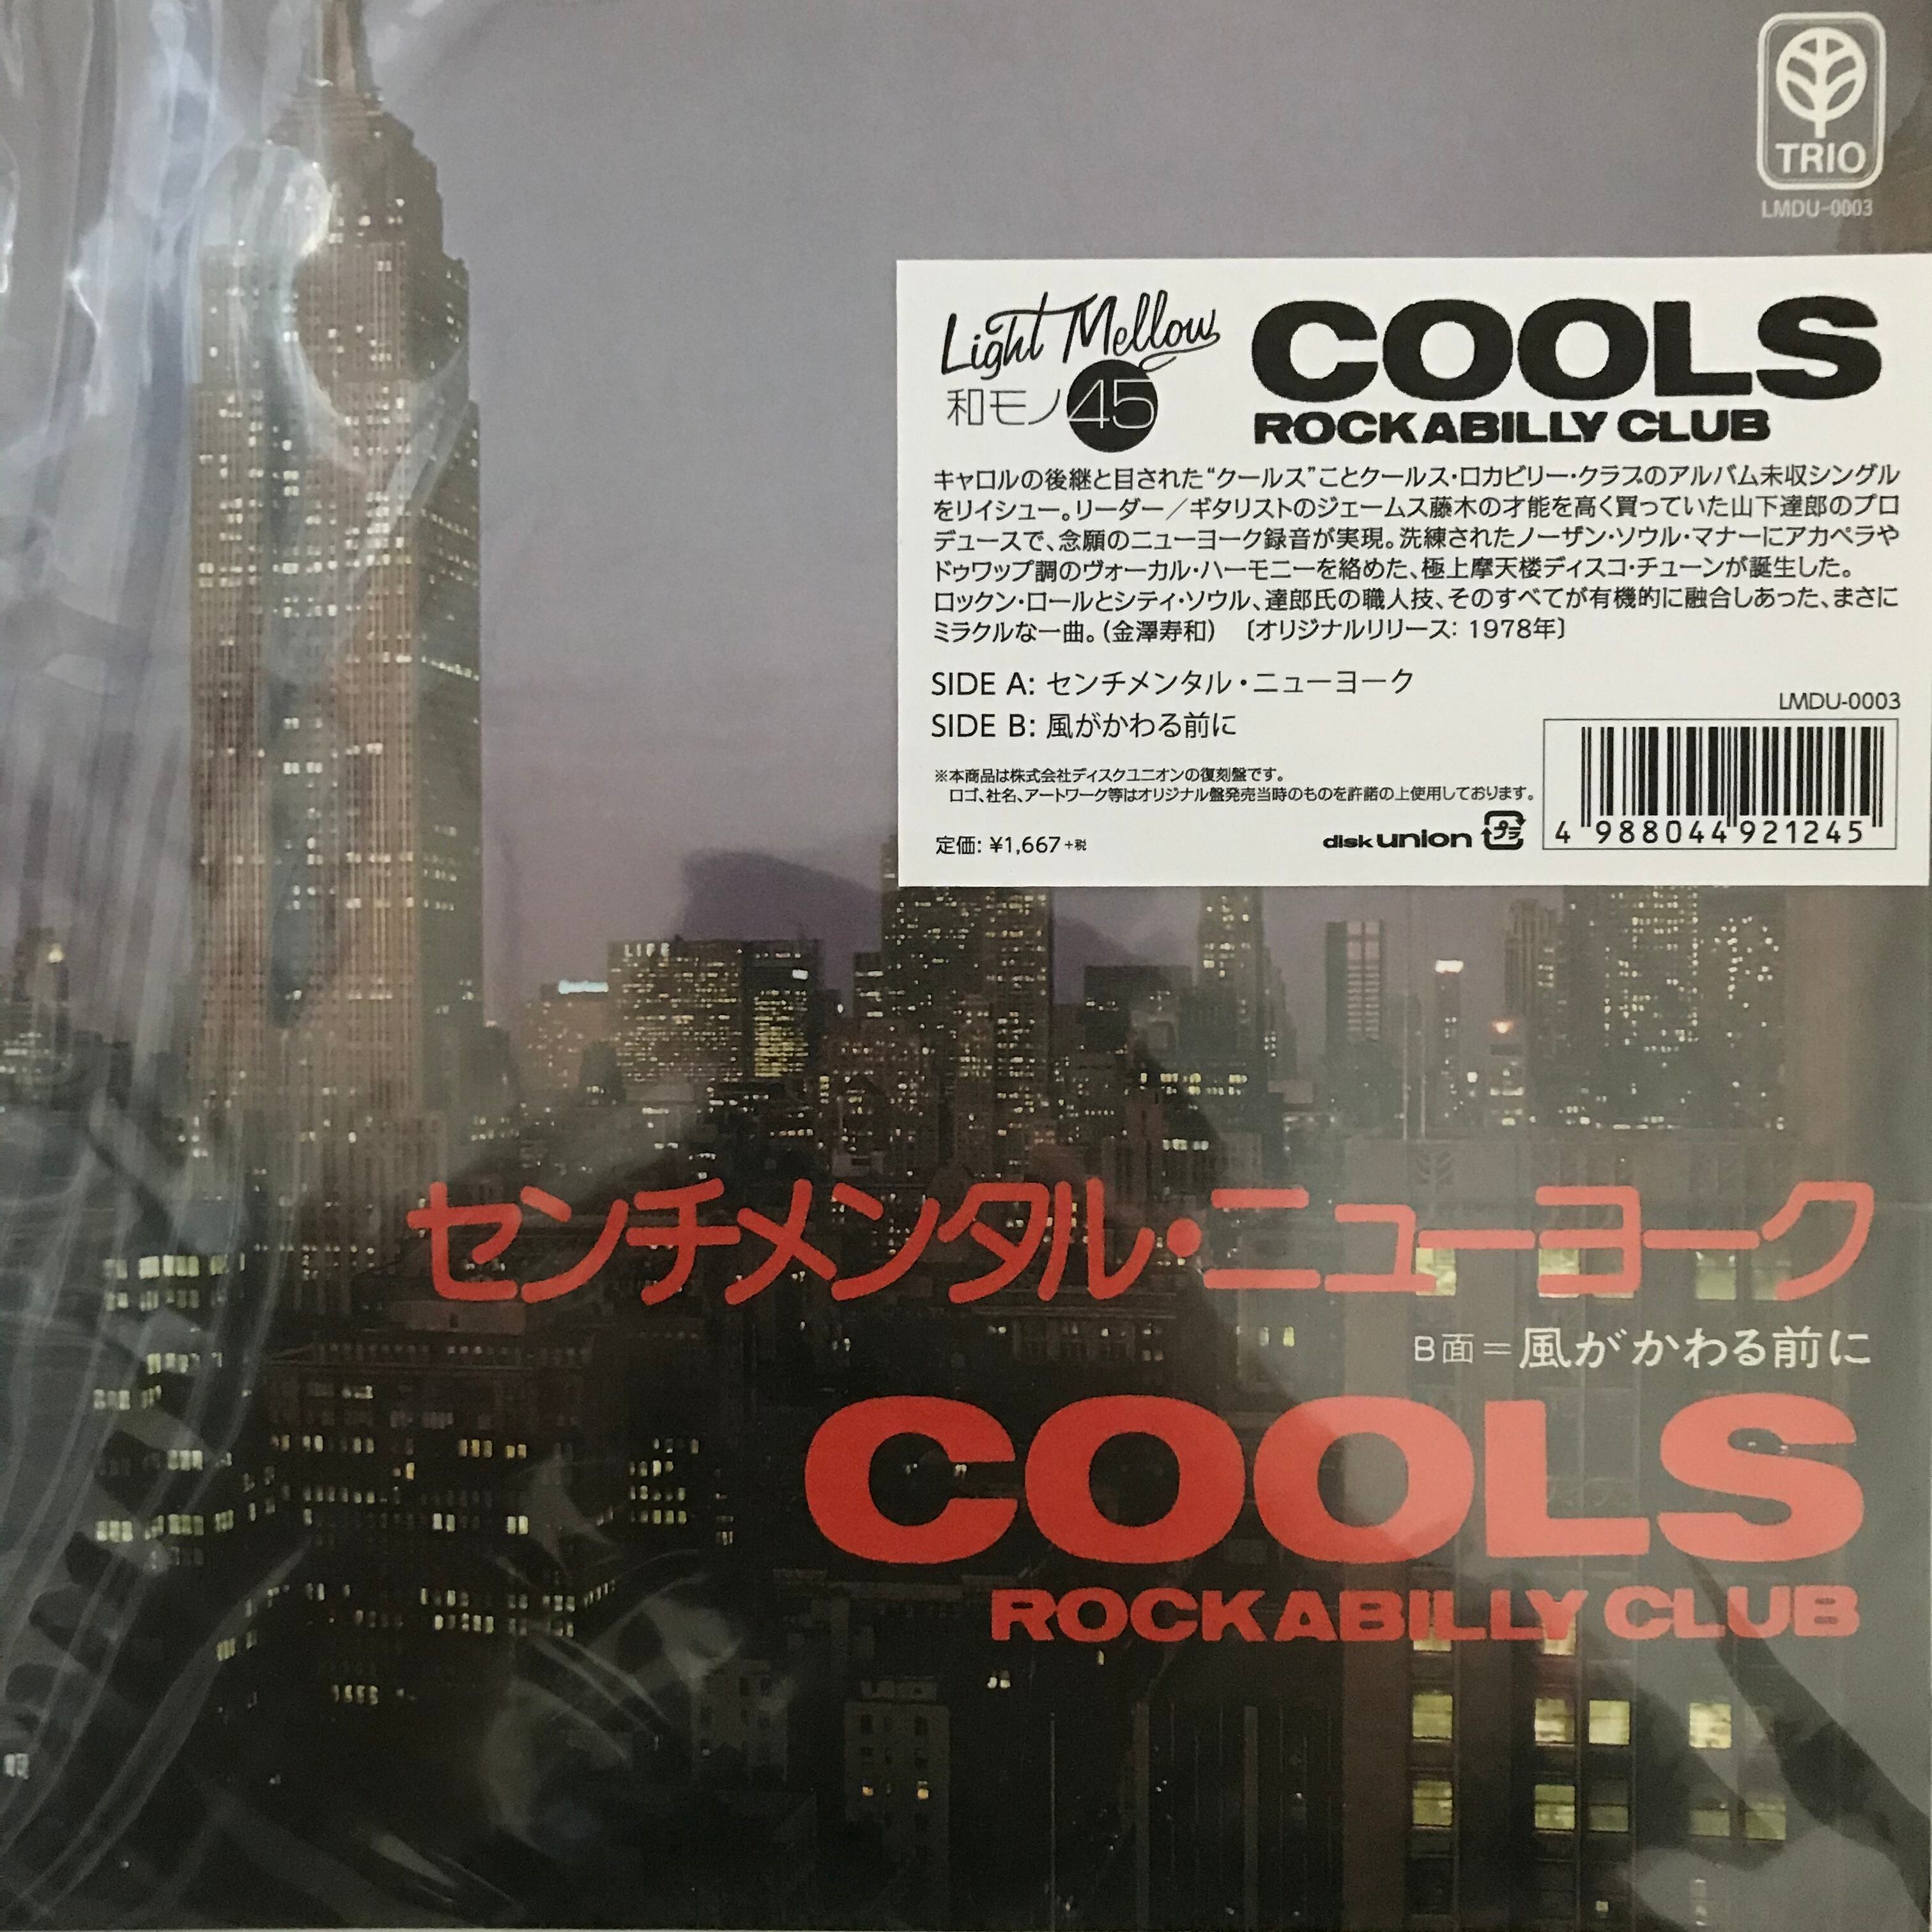 TRIO
LMDU-0003
Light Mellow
和モノ45
COOLS
ROCKABILLY CLUB
キャロルの後継と目された“クールス”ことクールス・ロカビリー・クラブのアルバム未収シングル
をリイシュー。リーダー／ギタリストのジェームス藤木の才能を高く買っていた山下達郎のプロ
デュースで、念願のニューヨーク録音が実現。洗練されたノーザン・ソウル・マナーにアカペラや
ドゥワップ調のヴォーカル・ハーモニーを絡めた、極上摩天楼ディスコ・チューンが誕生した。
ロックン・ロールとシティ・ソウル、達郎氏の職人技、そのすべてが有機的に融合しあった、まさに
ミラクルな一曲。（金澤寿和）　〔オリジナルリリース: 1978年〕
SIDE A: センチメンタル・ニューヨーク
SIDE B: 風がかわる前に
LMDU-0003
※本商品は株式会社ディスクユニオンの復刻盤です。
ロゴ、社名、アートワーク等はオリジナル盤発売当時のものを許諾の上使用しております。
定価: ¥1,667+税
disk union
プラ
4 988044 921245
LIFE
センチメンタル・ニューヨーク
B面＝風がかわる前に
COOLS
ROCKABILLY CLUB